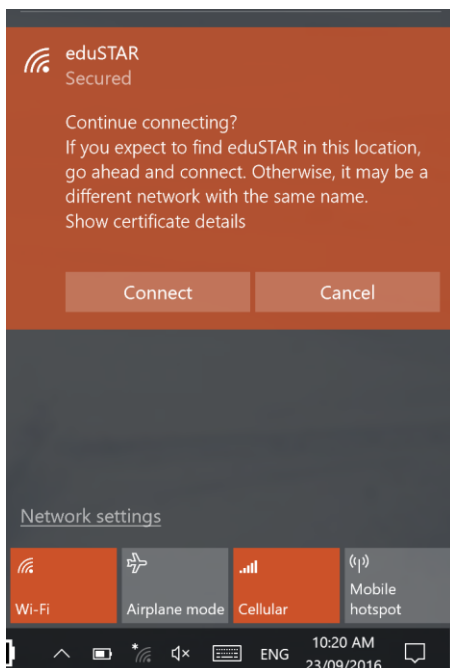 eduSTAR
Secured
Continue connecting?
If you expect to find eduSTAR in this location,
go ahead and connect. Otherwise, it may be a
different network with the same name.
Show certificate details
Connect
Cancel
Network settings
Wi-Fi
Airplane mode
Cellular
Mobile
hotspot
ENG
10:20 AM
23/09/2016